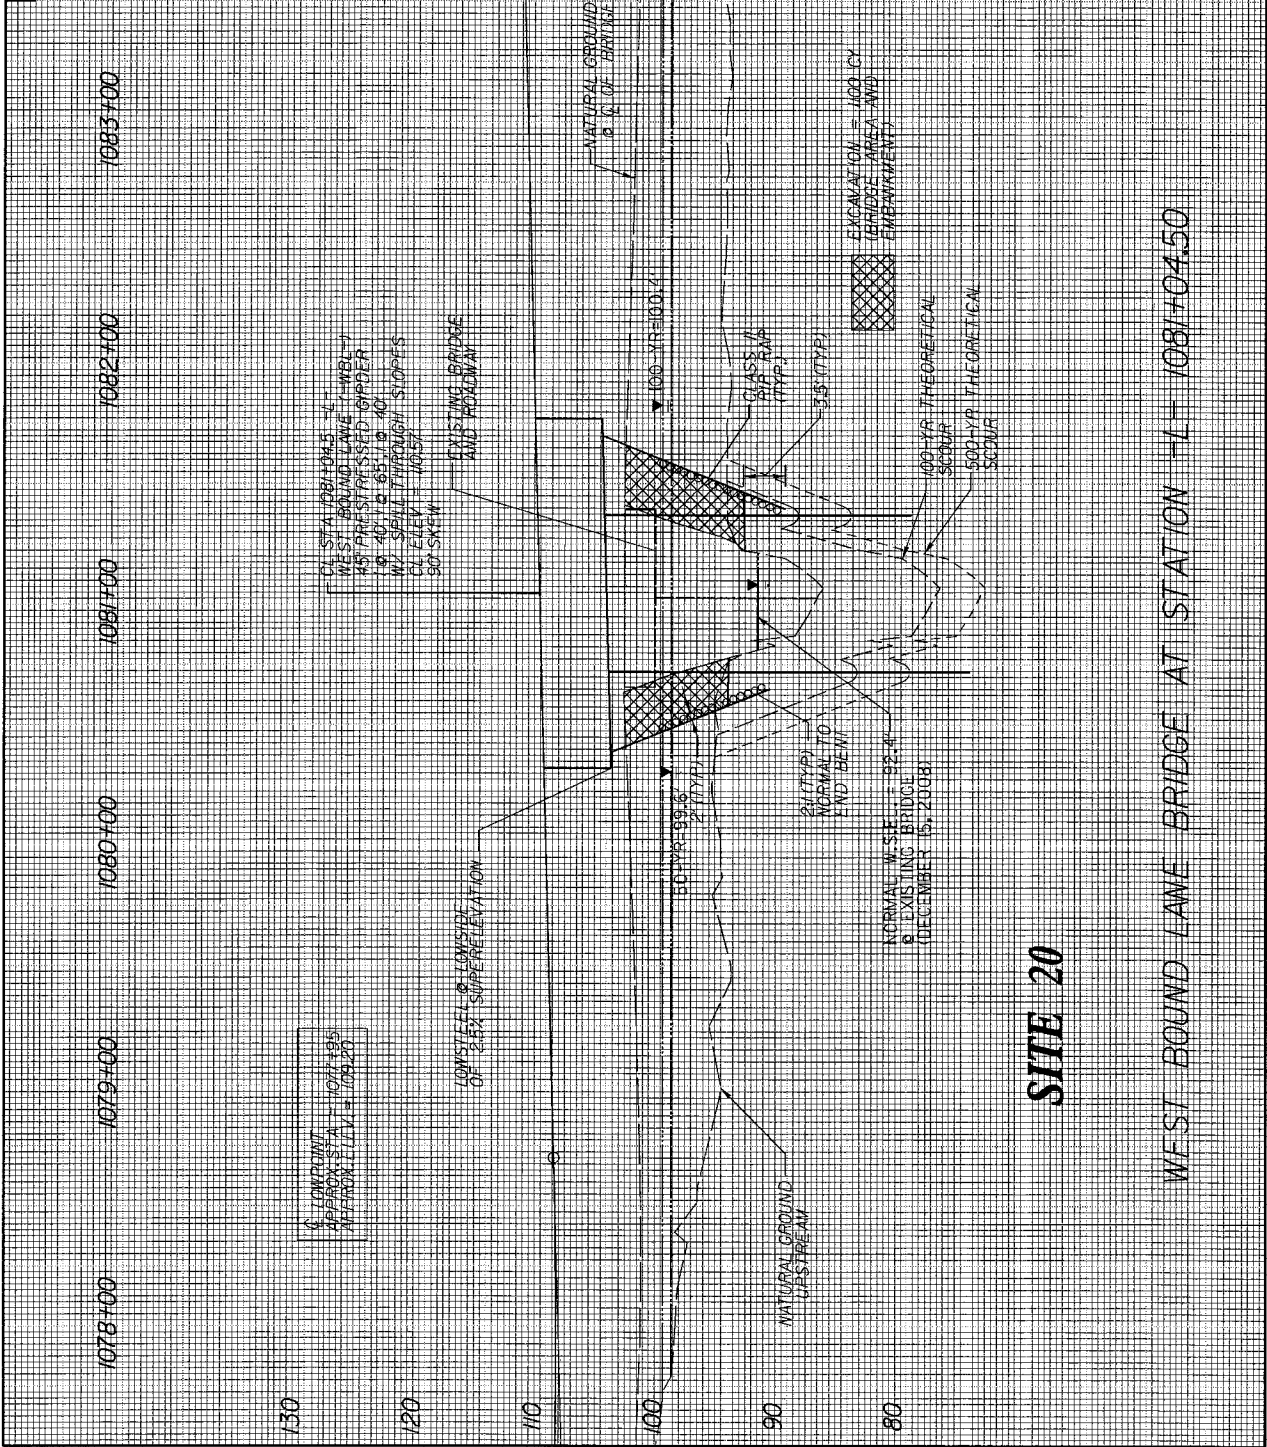 1078+00
1079+00
1080+00
1081+00
1082+00
1083+00
130
120
110
100
90
80
℄ LOWPOINT
APPROX. STA = 1077+95
APPROX. ELEV. = 109.20
CL STA 1081+04.5 -L-
WEST BOUND LANE (-WBL-)
45" PRESTRESSED GIRDER
1 @ 40', 1 @ 65', 1 @ 40'
W/ SPILL THROUGH SLOPES
CL ELEV = 110.57
90° SKEW
EXISTING BRIDGE
AND ROADWAY
NATURAL GROUND
@ ℄ OF BRIDGE
LOWSTEEL @ LOWSIDE
OF 2.5% SUPERELEVATION
100-YR=100.4'
50-YR=99.6'
2' (TYP)
CLASS II
RIP RAP
(TYP.)
3.5' (TYP)
EXCAVATION = 1100 CY
(BRIDGE AREA AND
EMBANKMENT)
2:1 (TYP)
NORMAL TO
END BENT
NORMAL W.S.E. = 92.4'
@ EXISTING BRIDGE
(DECEMBER 15, 2008)
100-YR THEORETICAL
SCOUR
500-YR THEORETICAL
SCOUR
NATURAL GROUND
UPSTREAM
SITE 20
WEST BOUND LANE BRIDGE AT STATION -L- 1081+04.50